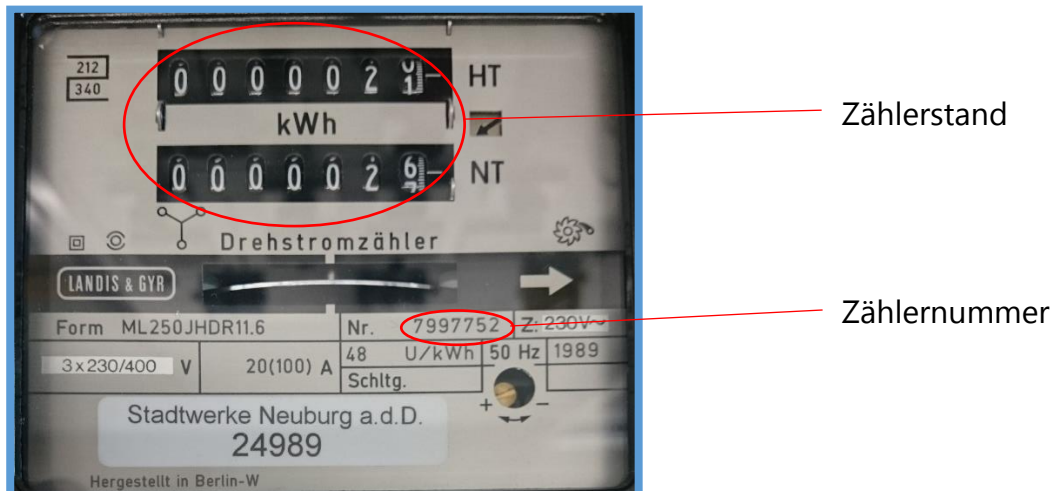 212
340
0 0 0 0 0 2 HT
kWh
Zählerstand
0 0 0 0 0 2 6 NT
Drehstromzähler
LANDIS & GYR
Form ML250JHDR11.6 Nr. 7997752 Z: 230V~
Zählernummer
3x230/400 V 20(100) A 48 U/kWh 50 Hz 1989
Schltg.
+ -
Stadtwerke Neuburg a.d.D.
24989
Hergestellt in Berlin-W